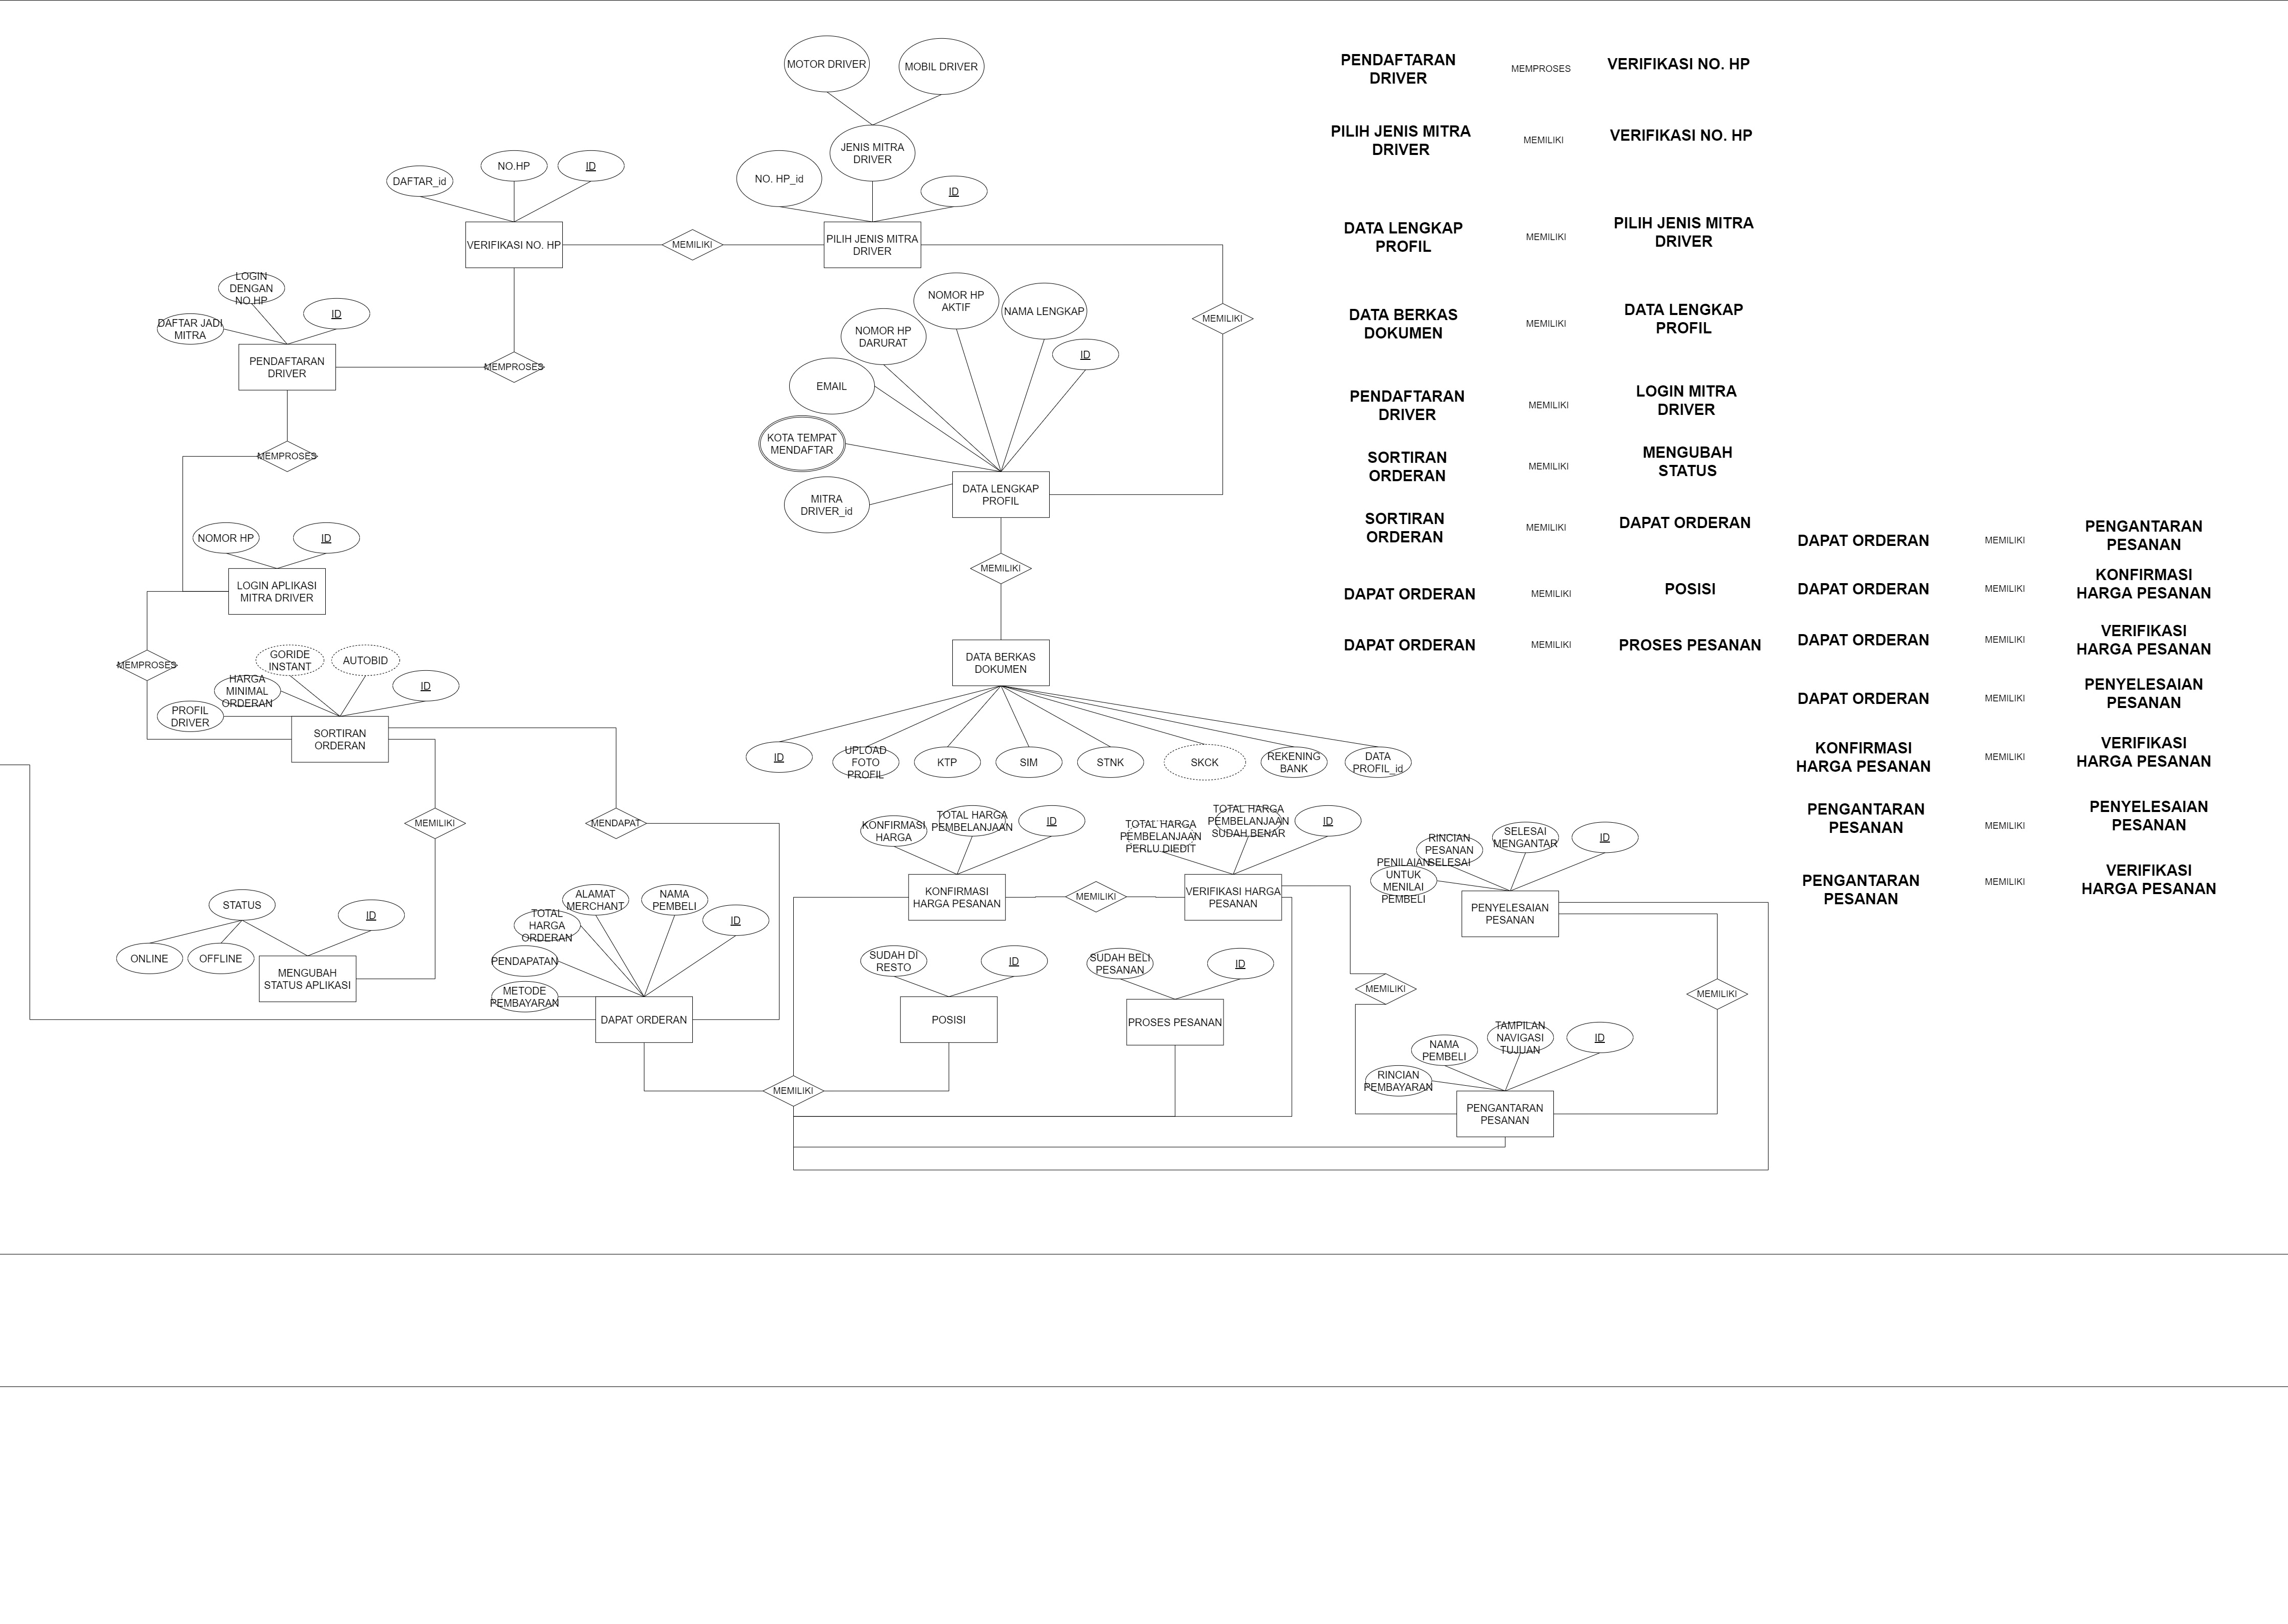 MOTOR DRIVER
MOBIL DRIVER
JENIS MITRA
DRIVER
NO. HP_id
ID
DAFTAR_id
NO.HP
ID
VERIFIKASI NO. HP
MEMILIKI
PILIH JENIS MITRA
DRIVER
LOGIN
DENGAN
NO.HP
DAFTAR JADI
MITRA
ID
PENDAFTARAN
DRIVER
MEMPROSES
MEMPROSES
NOMOR HP
AKTIF
NAMA LENGKAP
NOMOR HP
DARURAT
ID
EMAIL
KOTA TEMPAT
MENDAFTAR
MITRA
DRIVER_id
MEMILIKI
DATA LENGKAP
PROFIL
MEMILIKI
NOMOR HP
ID
LOGIN APLIKASI
MITRA DRIVER
MEMPROSES
GORIDE
INSTANT
AUTOBID
HARGA
MINIMAL
ORDERAN
ID
PROFIL
DRIVER
SORTIRAN
ORDERAN
DATA BERKAS
DOKUMEN
ID
UPLOAD
FOTO
PROFIL
KTP
SIM
STNK
SKCK
REKENING
BANK
DATA
PROFIL_id
MEMILIKI
MENDAPAT
KONFIRMASI
HARGA
TOTAL HARGA
PEMBELANJAAN
ID
TOTAL HARGA
PEMBELANJAAN
PERLU DIEDIT
TOTAL HARGA
PEMBELANJAAN
SUDAH BENAR
ID
PENILAIAN
UNTUK
MENILAI
PEMBELI
RINCIAN
PESANAN
SELESAI
SELESAI
MENGANTAR
ID
STATUS
ID
ONLINE
OFFLINE
MENGUBAH
STATUS APLIKASI
ALAMAT
MERCHANT
NAMA
PEMBELI
TOTAL
HARGA
ORDERAN
ID
PENDAPATAN
METODE
PEMBAYARAN
DAPAT ORDERAN
KONFIRMASI
HARGA PESANAN
MEMILIKI
VERIFIKASI HARGA
PESANAN
PENYELESAIAN
PESANAN
SUDAH DI
RESTO
ID
SUDAH BELI
PESANAN
ID
MEMILIKI
MEMILIKI
POSISI
PROSES PESANAN
NAMA
PEMBELI
TAMPILAN
NAVIGASI
TUJUAN
ID
RINCIAN
PEMBAYARAN
MEMILIKI
PENGANTARAN
PESANAN
PENDAFTARAN
DRIVER
MEMPROSES
VERIFIKASI NO. HP
PILIH JENIS MITRA
DRIVER
MEMILIKI
VERIFIKASI NO. HP
DATA LENGKAP
PROFIL
MEMILIKI
PILIH JENIS MITRA
DRIVER
DATA BERKAS
DOKUMEN
MEMILIKI
DATA LENGKAP
PROFIL
PENDAFTARAN
DRIVER
MEMILIKI
LOGIN MITRA
DRIVER
SORTIRAN
ORDERAN
MEMILIKI
MENGUBAH
STATUS
SORTIRAN
ORDERAN
MEMILIKI
DAPAT ORDERAN
DAPAT ORDERAN
MEMILIKI
POSISI
DAPAT ORDERAN
MEMILIKI
PROSES PESANAN
DAPAT ORDERAN
MEMILIKI
PENGANTARAN
PESANAN
DAPAT ORDERAN
MEMILIKI
KONFIRMASI
HARGA PESANAN
DAPAT ORDERAN
MEMILIKI
VERIFIKASI
HARGA PESANAN
DAPAT ORDERAN
MEMILIKI
PENYELESAIAN
PESANAN
KONFIRMASI
HARGA PESANAN
MEMILIKI
VERIFIKASI
HARGA PESANAN
PENGANTARAN
PESANAN
MEMILIKI
PENYELESAIAN
PESANAN
PENGANTARAN
PESANAN
MEMILIKI
VERIFIKASI
HARGA PESANAN